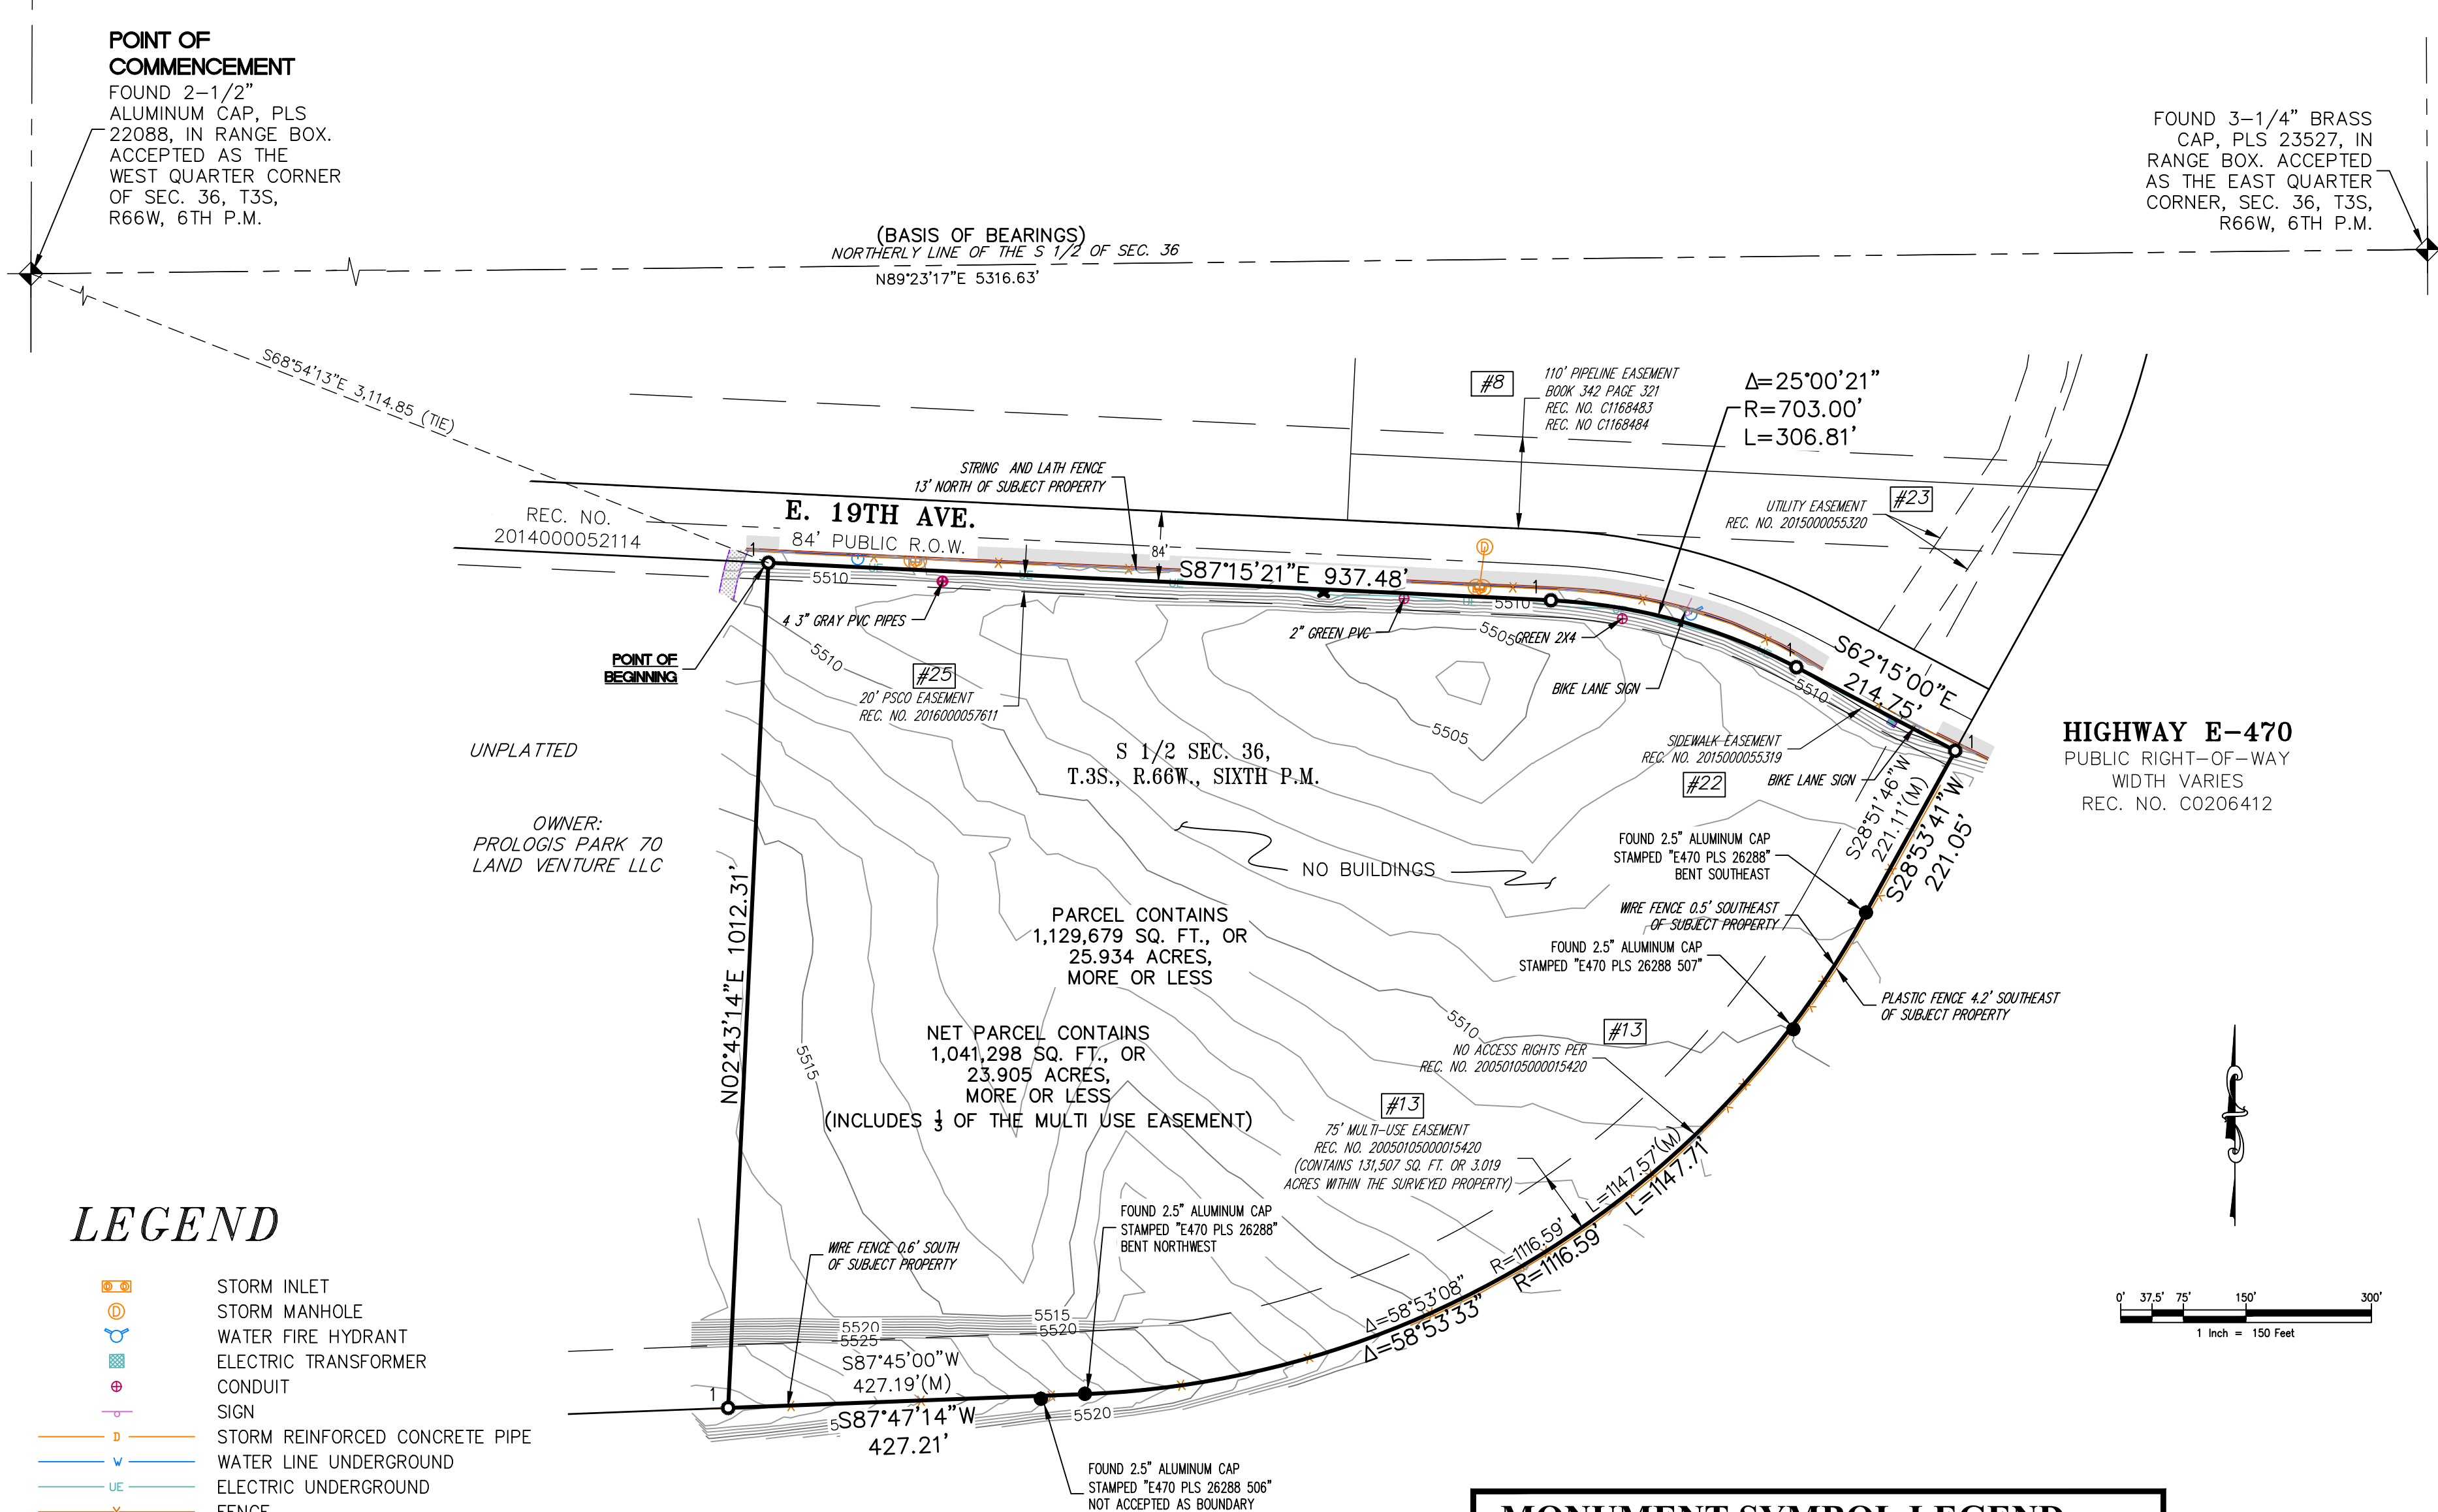 POINT OF
COMMENCEMENT
FOUND 2-1/2"
ALUMINUM CAP, PLS
22088, IN RANGE BOX.
ACCEPTED AS THE
WEST QUARTER CORNER
OF SEC. 36, T3S,
R66W, 6TH P.M.
FOUND 3-1/4" BRASS
CAP, PLS 23527, IN
RANGE BOX. ACCEPTED
AS THE EAST QUARTER
CORNER, SEC. 36, T3S,
R66W, 6TH P.M.
(BASIS OF BEARINGS)
NORTHERLY LINE OF THE S 1/2 OF SEC. 36
N89°23'17"E 5316.63'
S68°54'13"E 3,114.85 (TIE)
#8
110' PIPELINE EASEMENT
BOOK 342 PAGE 321
REC. NO. C1168483
REC. NO C1168484
Δ=25°00'21"
R=703.00'
L=306.81'
STRING AND LATH FENCE
13' NORTH OF SUBJECT PROPERTY
#23
UTILITY EASEMENT
REC. NO. 2015000055320
REC. NO.
2014000052114
E. 19TH AVE.
84' PUBLIC R.O.W.
84'
1
UE
UE
UE
UE
D
5510
S87°15'21"E 937.48'
1
5510
4 3" GRAY PVC PIPES
2" GREEN PVC
5505
GREEN 2X4
1
S62°15'00"E
214.75'
POINT OF
BEGINNING
5510
#25
20' PSCO EASEMENT
REC. NO. 2016000057611
BIKE LANE SIGN
5510
5505
SIDEWALK EASEMENT
REC. NO. 2015000055319
#22
BIKE LANE SIGN
1
HIGHWAY E-470
PUBLIC RIGHT-OF-WAY
WIDTH VARIES
REC. NO. C0206412
UNPLATTED
OWNER:
PROLOGIS PARK 70
LAND VENTURE LLC
S 1/2 SEC. 36,
T.3S., R.66W., SIXTH P.M.
NO BUILDINGS
S28°51'46"W
221.11'(M)
S28°53'41"W
221.05'
FOUND 2.5" ALUMINUM CAP
STAMPED "E470 PLS 26288"
BENT SOUTHEAST
WIRE FENCE 0.5' SOUTHEAST
OF SUBJECT PROPERTY
FOUND 2.5" ALUMINUM CAP
STAMPED "E470 PLS 26288 507"
PLASTIC FENCE 4.2' SOUTHEAST
OF SUBJECT PROPERTY
N02°43'14"E 1012.31'
PARCEL CONTAINS
1,129,679 SQ. FT., OR
25.934 ACRES,
MORE OR LESS
NET PARCEL CONTAINS
1,041,298 SQ. FT., OR
23.905 ACRES,
MORE OR LESS
(INCLUDES 1/3 OF THE MULTI USE EASEMENT)
5515
5510
#13
NO ACCESS RIGHTS PER
REC. NO. 20050105000015420
#13
75' MULTI-USE EASEMENT
REC. NO. 20050105000015420
(CONTAINS 131,507 SQ. FT. OR 3.019
ACRES WITHIN THE SURVEYED PROPERTY)
Δ=58°53'08" R=1116.59' L=1147.57'(M)
Δ=58°53'33" R=1116.59' L=1147.71'
FOUND 2.5" ALUMINUM CAP
STAMPED "E470 PLS 26288"
BENT NORTHWEST
WIRE FENCE 0.6' SOUTH
OF SUBJECT PROPERTY
5515
5520
5520
5525
S87°45'00"W
427.19'(M)
1
S87°47'14"W
427.21'
5520
FOUND 2.5" ALUMINUM CAP
STAMPED "E470 PLS 26288 506"
NOT ACCEPTED AS BOUNDARY
0' 37.5' 75' 150' 300'
1 Inch = 150 Feet
LEGEND
STORM INLET
D STORM MANHOLE
WATER FIRE HYDRANT
ELECTRIC TRANSFORMER
CONDUIT
SIGN
D STORM REINFORCED CONCRETE PIPE
W WATER LINE UNDERGROUND
UE ELECTRIC UNDERGROUND
X FENCE
MONUMENT SYMBOL LEGEND